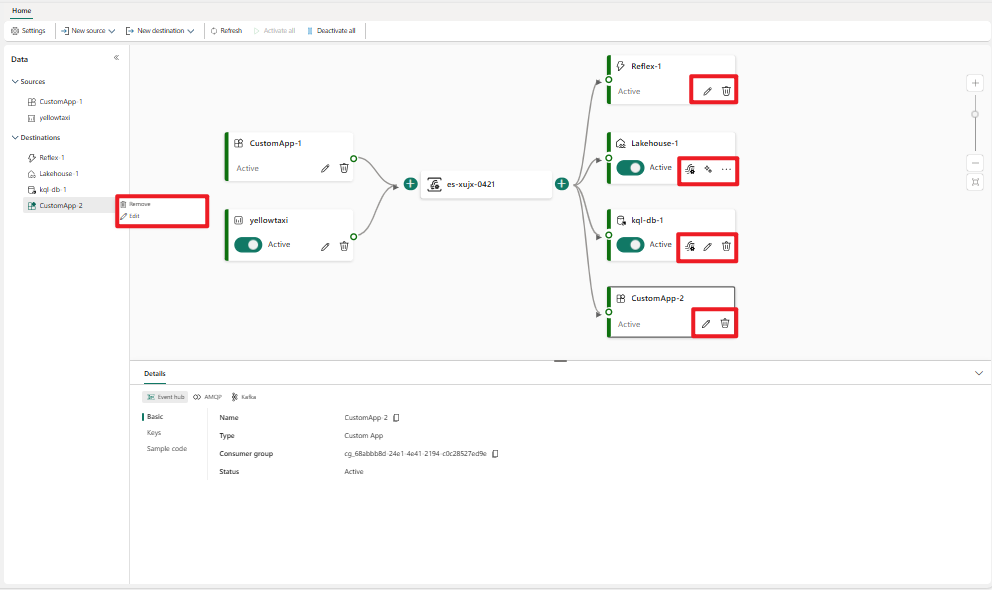 Home
Settings New source New destination Refresh Activate all Deactivate all
Data
Sources
CustomApp-1
yellowtaxi
Destinations
Reflex-1
Lakehouse-1
kql-db-1
CustomApp-2
Remove
Edit
CustomApp-1
Active
yellowtaxi
Active
es-xujx-0421
Reflex-1
Active
Lakehouse-1
Active
kql-db-1
Active
CustomApp-2
Active
Details
Event hub AMQP Kafka
Basic
Keys
Sample code
Name CustomApp-2
Type Custom App
Consumer group cg_68abbb8d-24e1-4e41-2194-c0c28527ed9e
Status Active